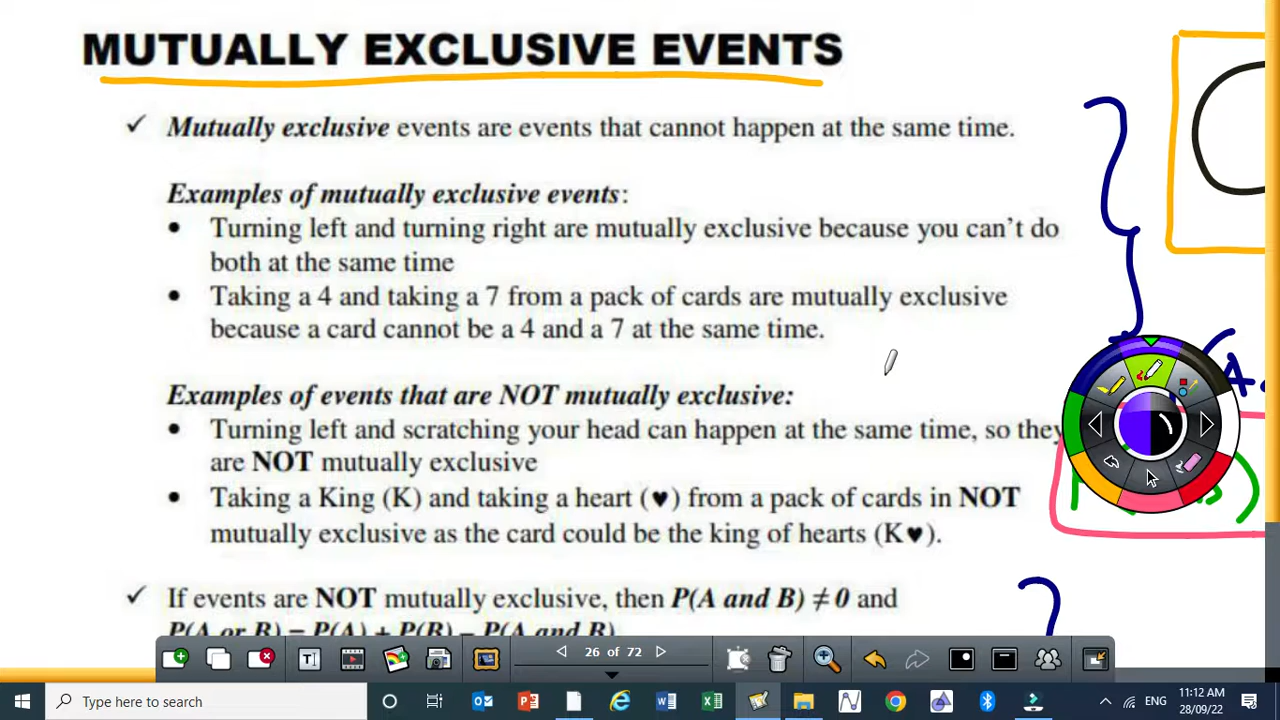 MUTUALLY EXCLUSIVE EVENTS
✓ Mutually exclusive events are events that cannot happen at the same time.
Examples of mutually exclusive events:
• Turning left and turning right are mutually exclusive because you can't do
both at the same time
• Taking a 4 and taking a 7 from a pack of cards are mutually exclusive
because a card cannot be a 4 and a 7 at the same time.
Examples of events that are NOT mutually exclusive:
• Turning left and scratching your head can happen at the same time, so they
are NOT mutually exclusive
• Taking a King (K) and taking a heart (♥) from a pack of cards in NOT
mutually exclusive as the card could be the king of hearts (K♥).
✓ If events are NOT mutually exclusive, then P(A and B) ≠ 0 and
P(A or B) = P(A) + P(B) – P(A and B)
26 of 72
Type here to search
ENG
11:12 AM
28/09/22